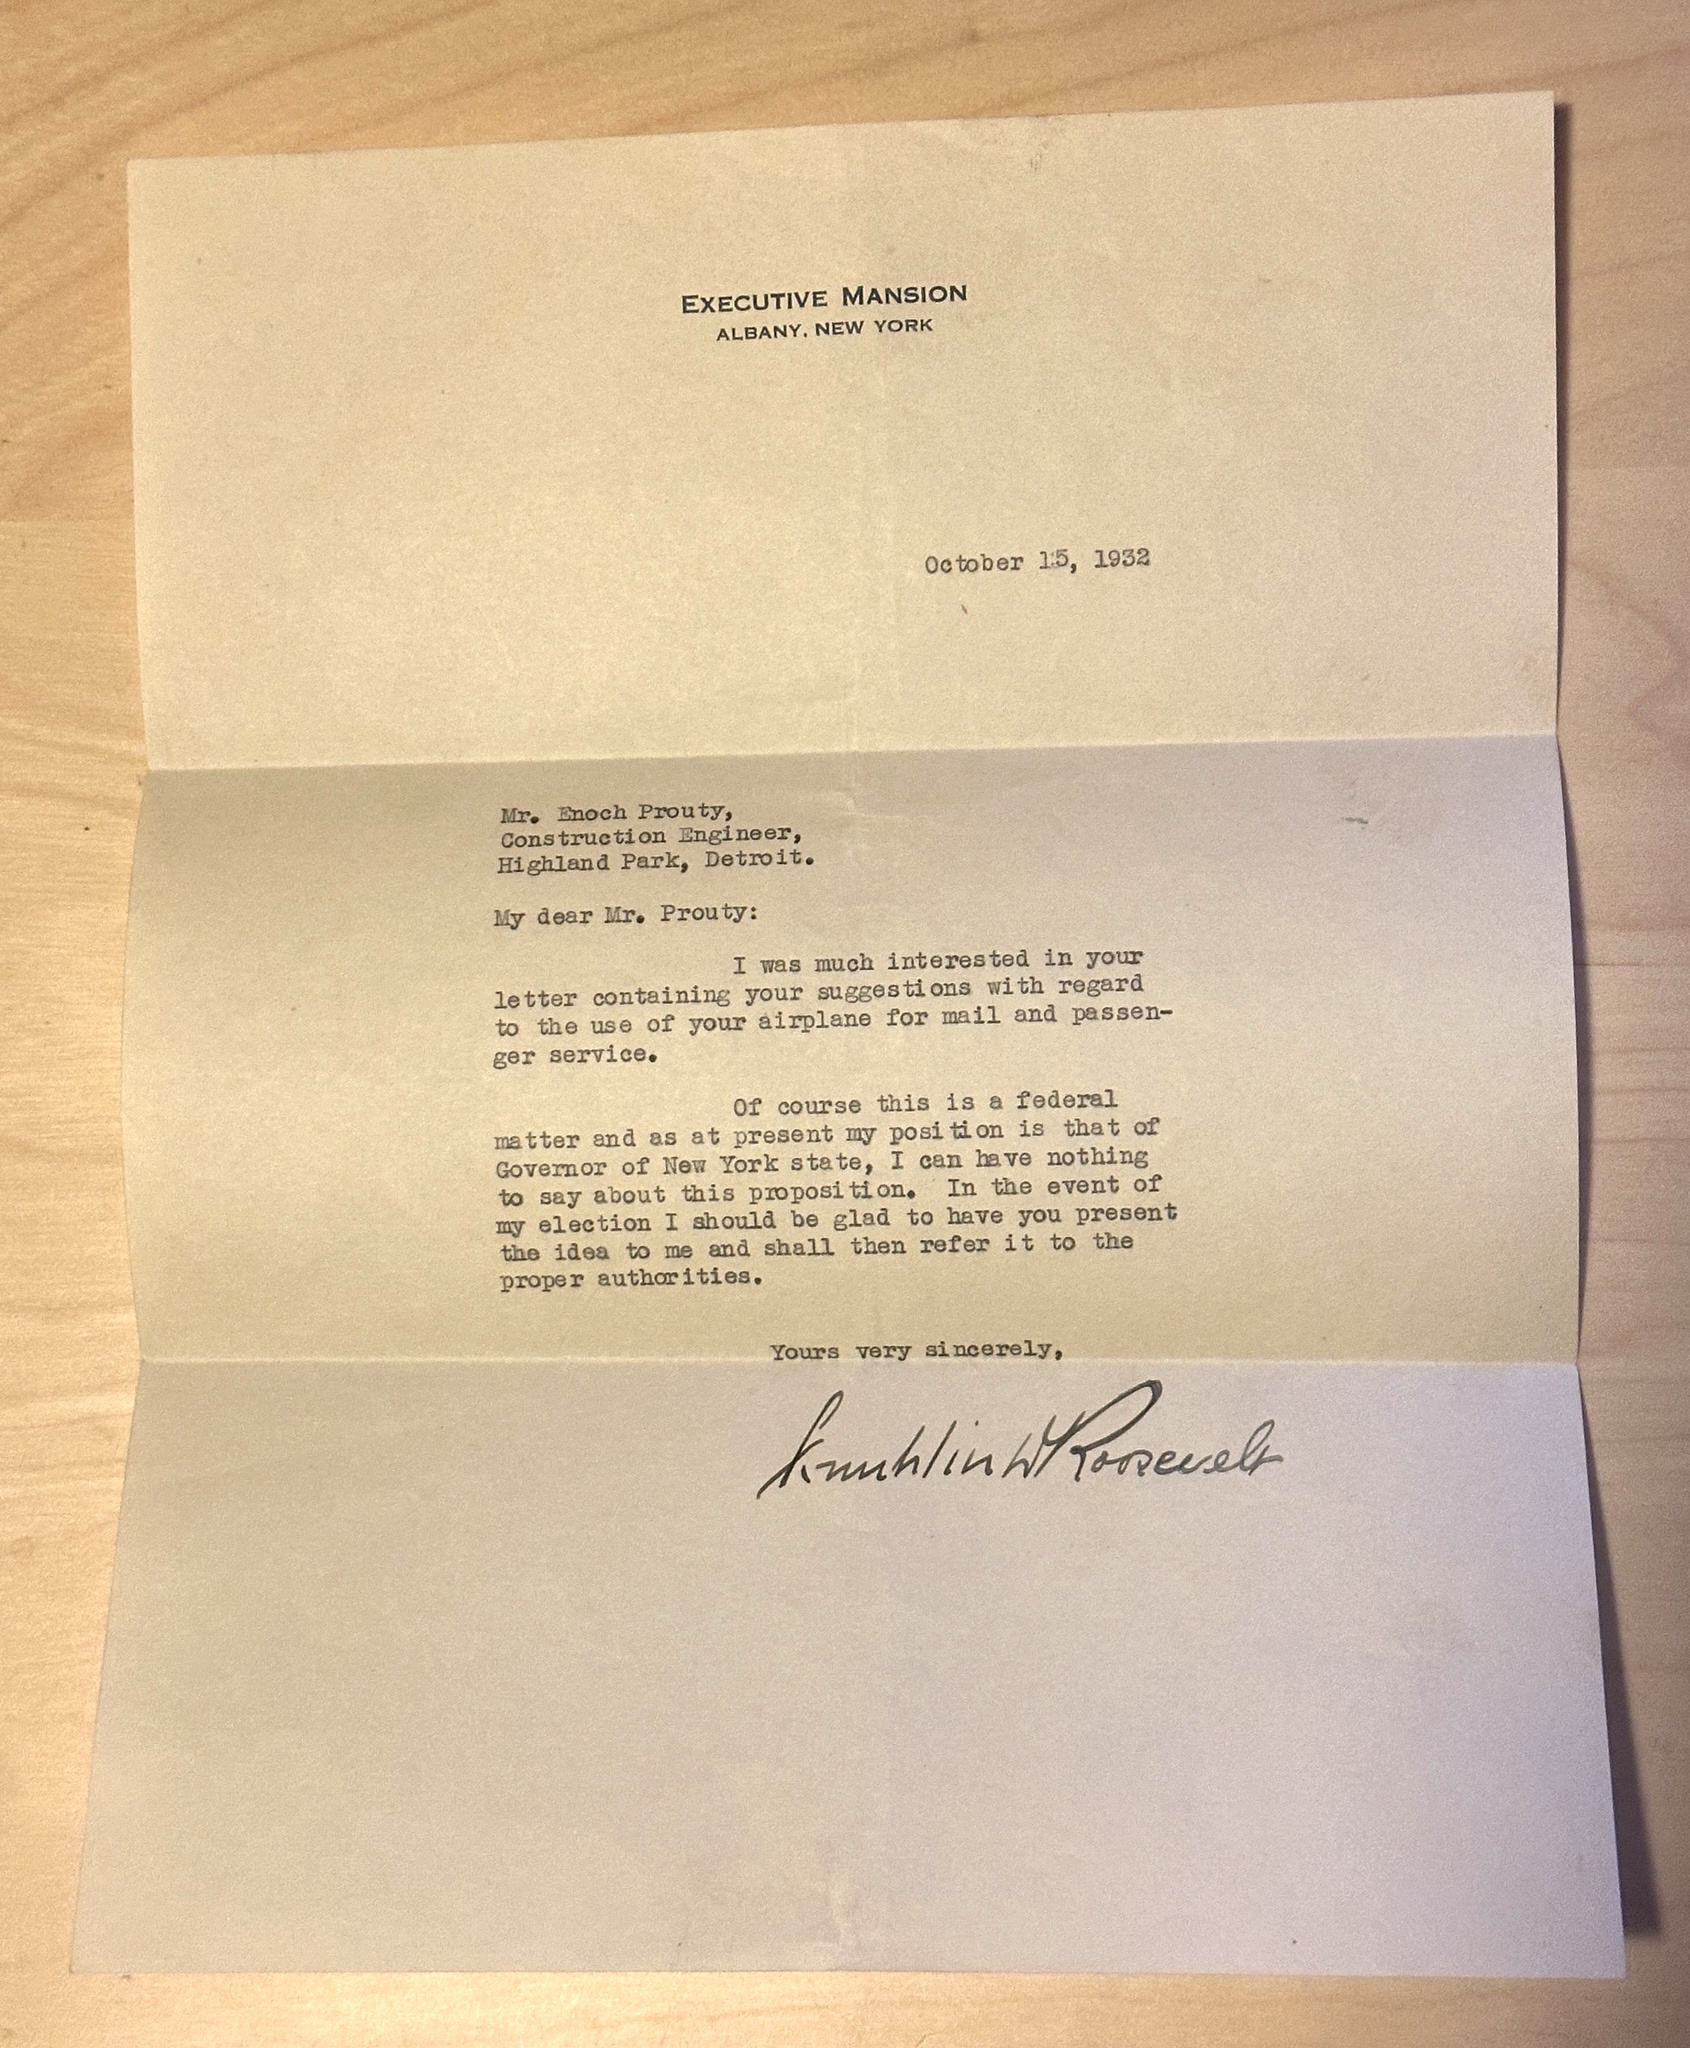 EXECUTIVE MANSION
ALBANY, NEW YORK
October 15, 1932
Mr. Enoch Prouty,
Construction Engineer,
Highland Park, Detroit.
My dear Mr. Prouty:
I was much interested in your
letter containing your suggestions with regard
to the use of your airplane for mail and passen-
ger service.
Of course this is a federal
matter and as at present my position is that of
Governor of New York state, I can have nothing
to say about this proposition. In the event of
my election I should be glad to have you present
the idea to me and shall then refer it to the
proper authorities.
Yours very sincerely,
Franklin D Roosevelt